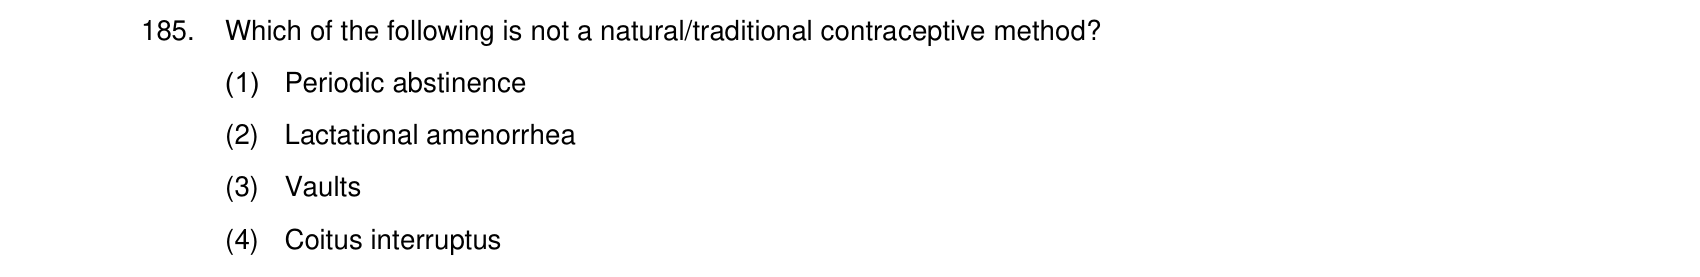 185. Which of the following is not a natural/traditional contraceptive method?
(1) Periodic abstinence
(2) Lactational amenorrhea
(3) Vaults
(4) Coitus interruptus